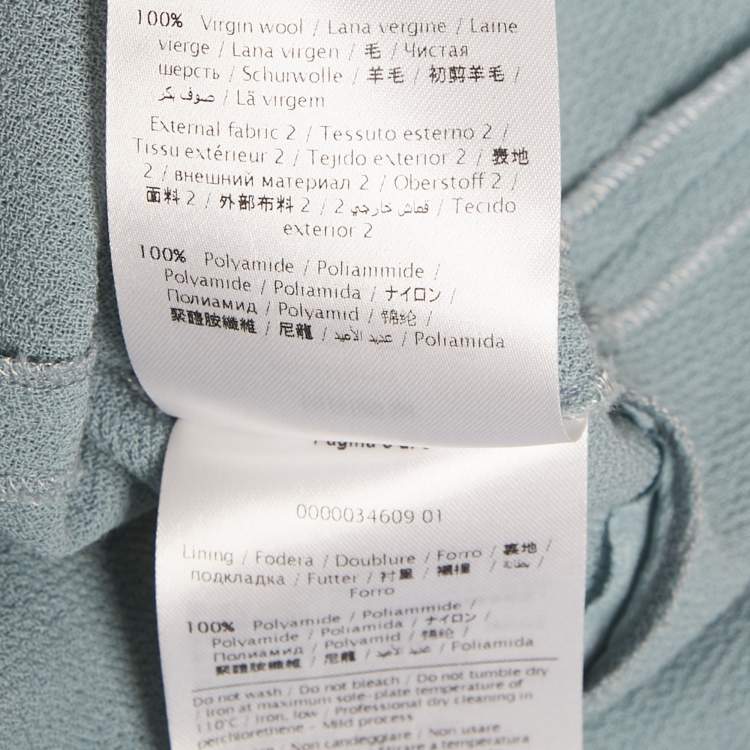 100% Virgin wool / Lana vergine / Laine
vierge / Lana virgen / 毛 / Чистая
шерсть / Schurwolle / 羊毛 / 初剪羊毛 /
صوف بكر / Lã virgem
External fabric 2 / Tessuto esterno 2 /
Tissu extérieur 2 / Tejido exterior 2 / 表地
2 / внешний материал 2 / Oberstoff 2 /
面料 2 / 外部布料 2 / قماش خارجي 2 / Tecido
exterior 2
100% Polyamide / Poliammide /
Polyamide / Poliamida / ナイロン /
Полиамид / Polyamid / 锦纶 /
聚醯胺纖維 / 尼龍 / عديد الأميد / Poliamida
Pagina
0000034609 01
Lining / Fodera / Doublure / Forro / 裏地 /
подкладка / Futter / 衬里 / 襯裡 / بطانة /
Forro
100% Polyamide / Poliammide /
Polyamide / Poliamida / ナイロン /
Полиамид / Polyamid / 锦纶 /
聚醯胺纖維 / 尼龍 / عديد الأميد / Poliamida
Do not wash / Do not bleach / Do not tumble dry
/ Iron at maximum sole-plate temperature of
110°C / Iron, low / Professional dry cleaning in
perchlorethene - Mild process
Non candeggiare / Non usare
a temperatura